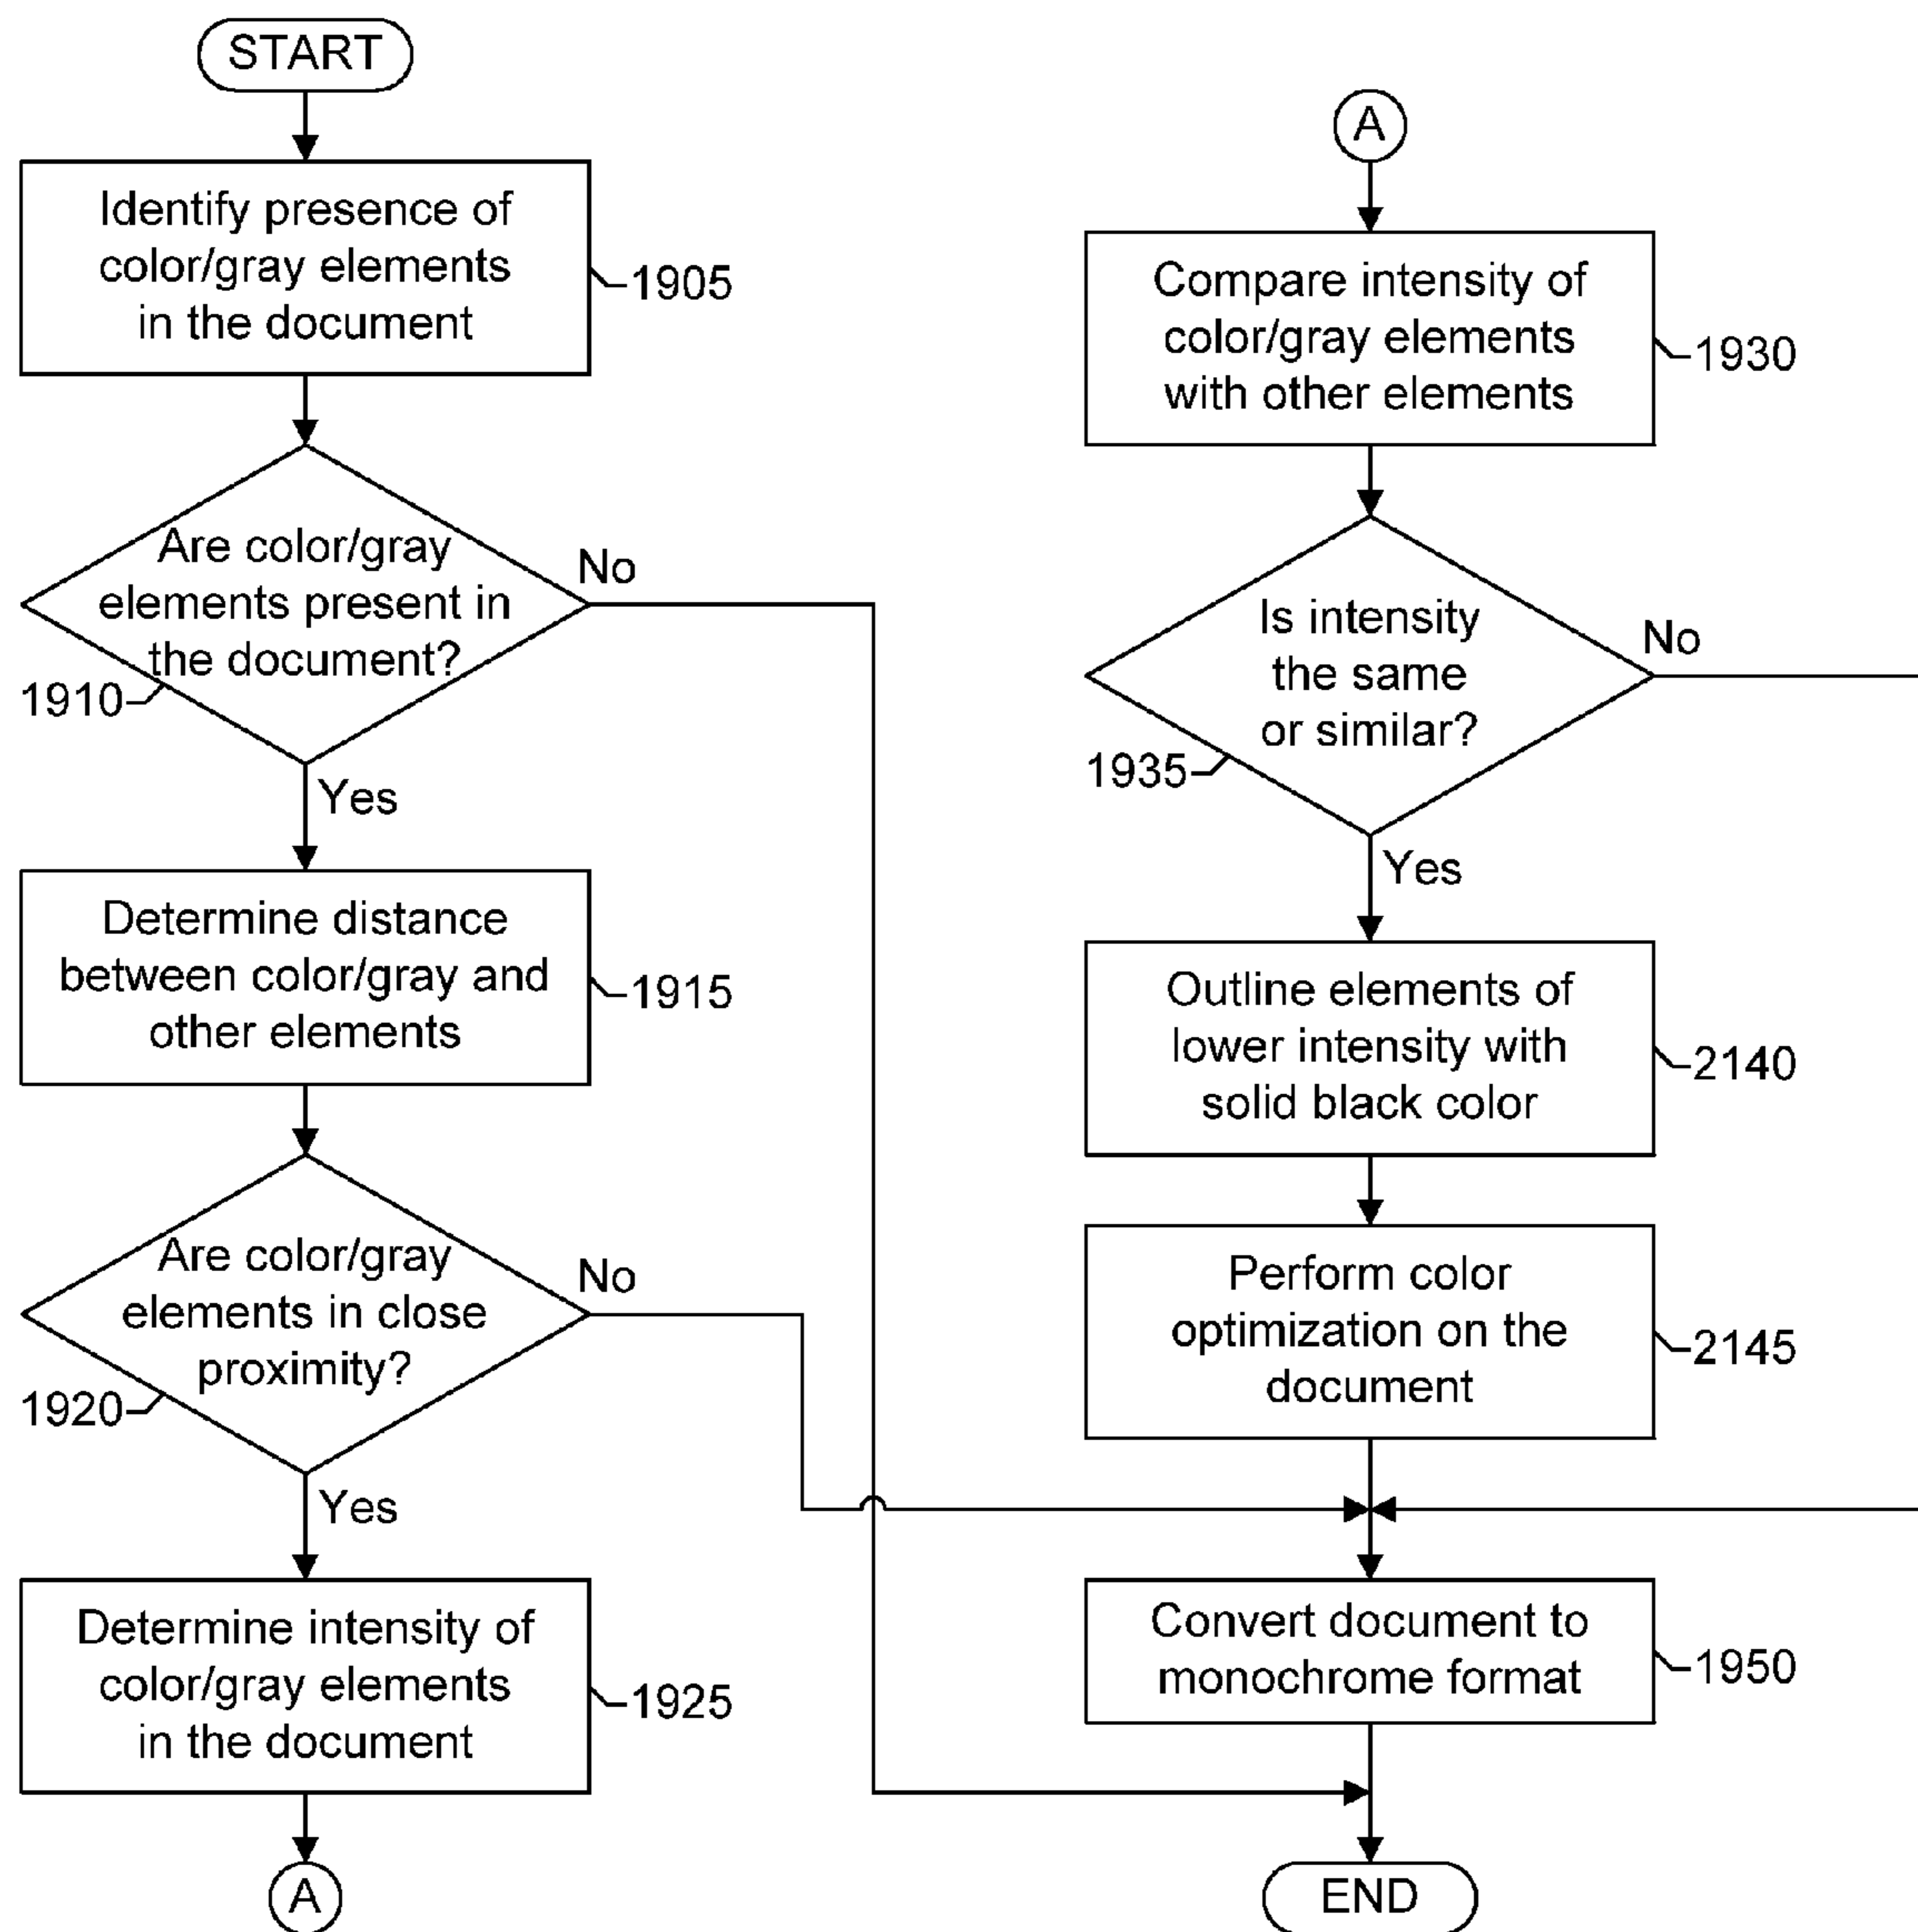 START
Identify presence of
color/gray elements
in the document
1905
Are color/gray
elements present in
the document?
No
1910
Yes
Determine distance
between color/gray and
other elements
1915
Are color/gray
elements in close
proximity?
No
1920
Yes
Determine intensity of
color/gray elements
in the document
1925
A
A
Compare intensity of
color/gray elements
with other elements
1930
Is intensity
the same
or similar?
No
1935
Yes
Outline elements of
lower intensity with
solid black color
2140
Perform color
optimization on the
document
2145
Convert document to
monochrome format
1950
END